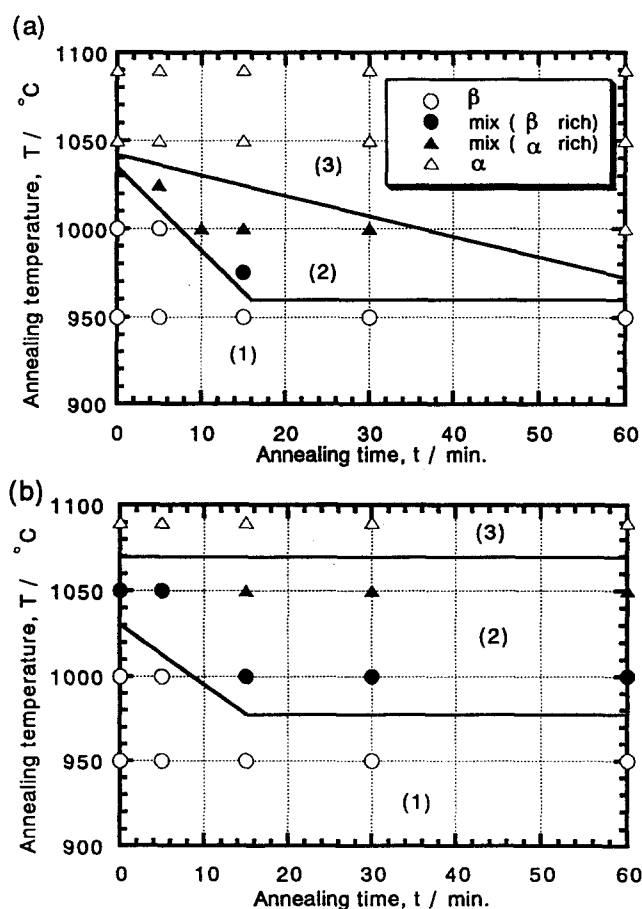 (a)
1100
1050
1000
950
900
Annealing temperature, T / °C
β
mix ( β rich)
mix ( α rich)
α
(3)
(2)
(1)
0 10 20 30 40 50 60
Annealing time, t / min.
(b)
1100
1050
1000
950
900
Annealing temperature, T / °C
(3)
(2)
(1)
0 10 20 30 40 50 60
Annealing time, t / min.